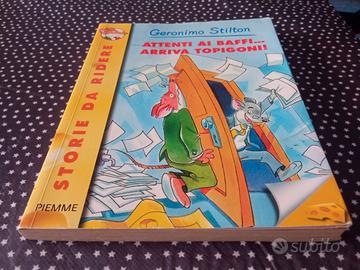 Geronimo Stilton
ATTENTI AI BAFFI...
ARRIVA TOPIGONI!
STORIE DA RIDERE
PIEMME
subito